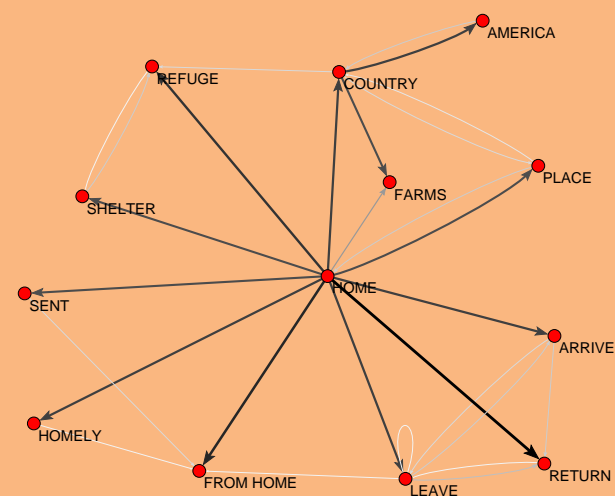 AMERICA
REFUGE
COUNTRY
PLACE
FARMS
SHELTER
HOME
SENT
ARRIVE
HOMELY
FROM HOME
RETURN
LEAVE